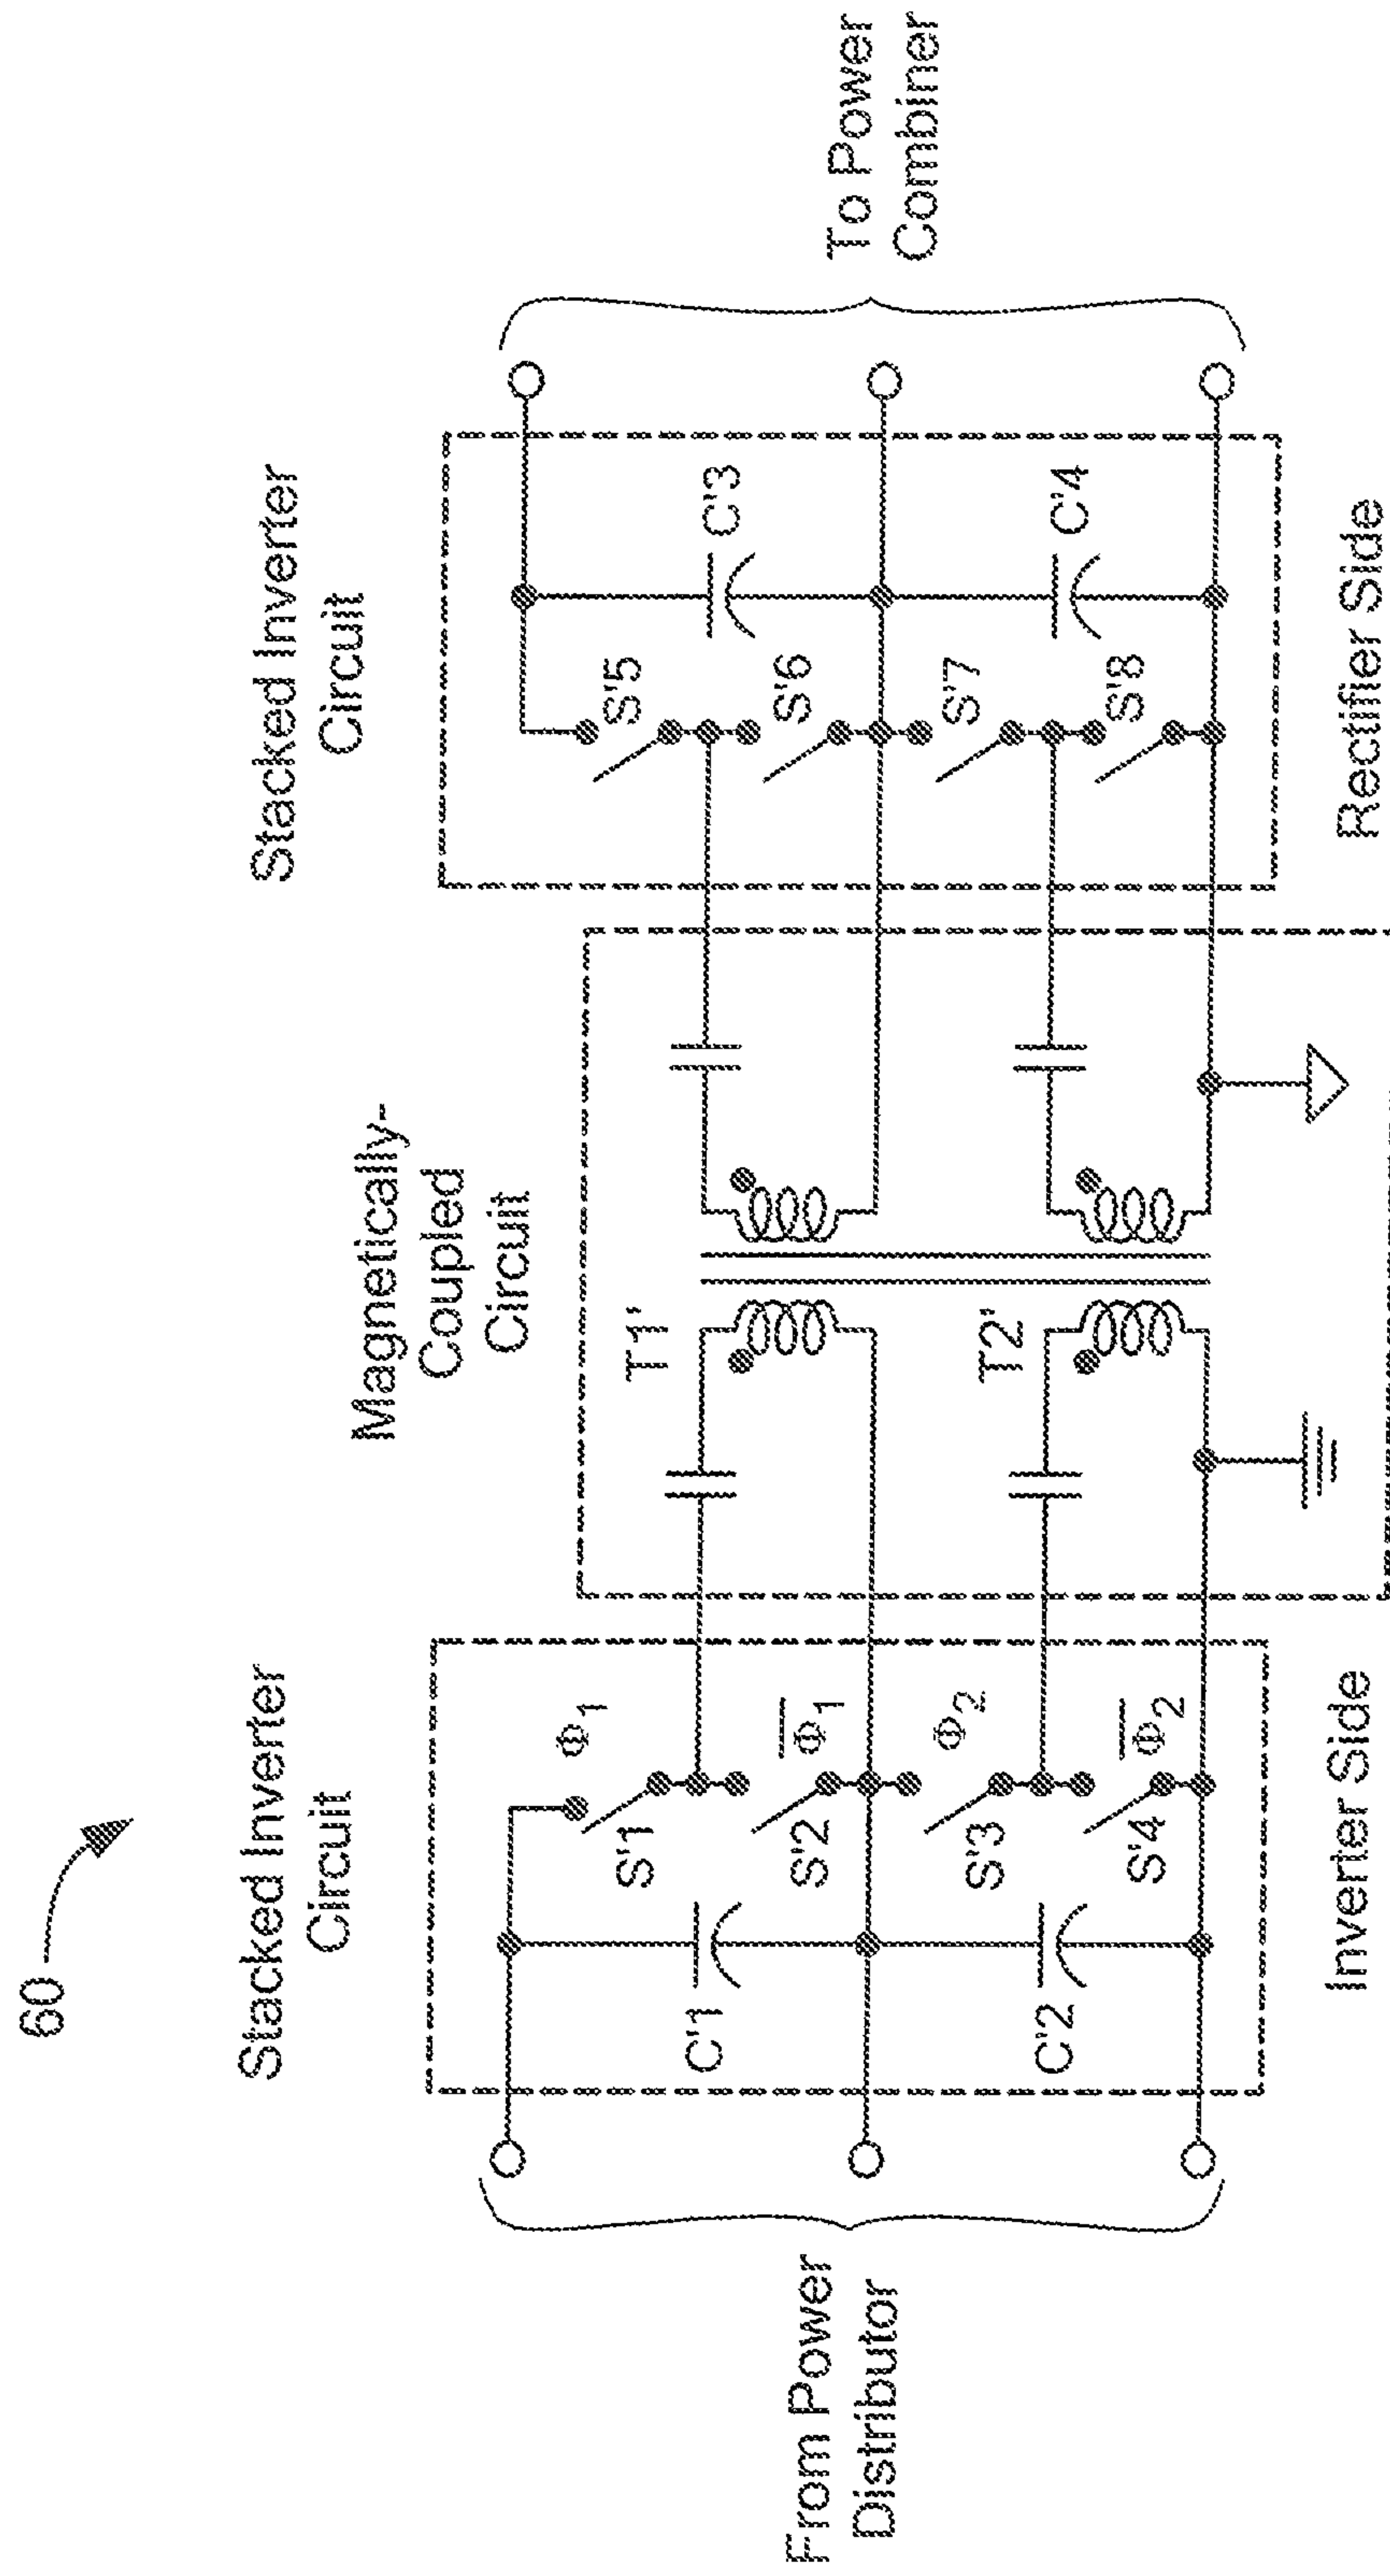 60
Stacked Inverter
Circuit
Magnetically-
Coupled
Circuit
Stacked Inverter
Circuit
From Power
Distributor
C'1
C'2
S'1
S'2
S'3
S'4
Φ1
Φ̅1
Φ2
Φ̅2
T1'
T2'
S'5
S'6
S'7
S'8
C'3
C'4
To Power
Combiner
Inverter Side
Rectifier Side